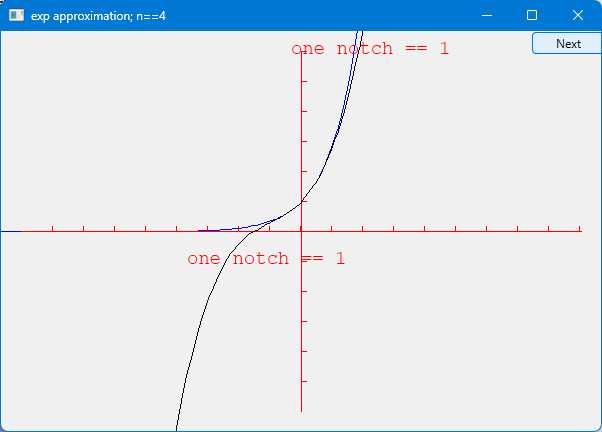 exp approximation; n==4
one notch == 1
Next
one notch == 1